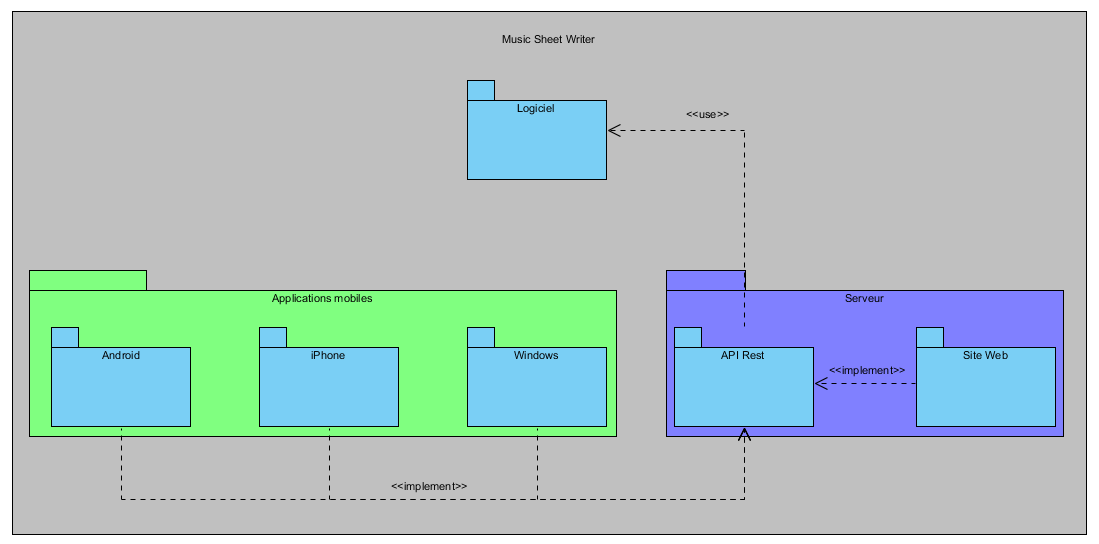 Music Sheet Writer
Logiciel
<<use>>
Applications mobiles
Serveur
Android
iPhone
Windows
API Rest
Site Web
<<implement>>
<<implement>>